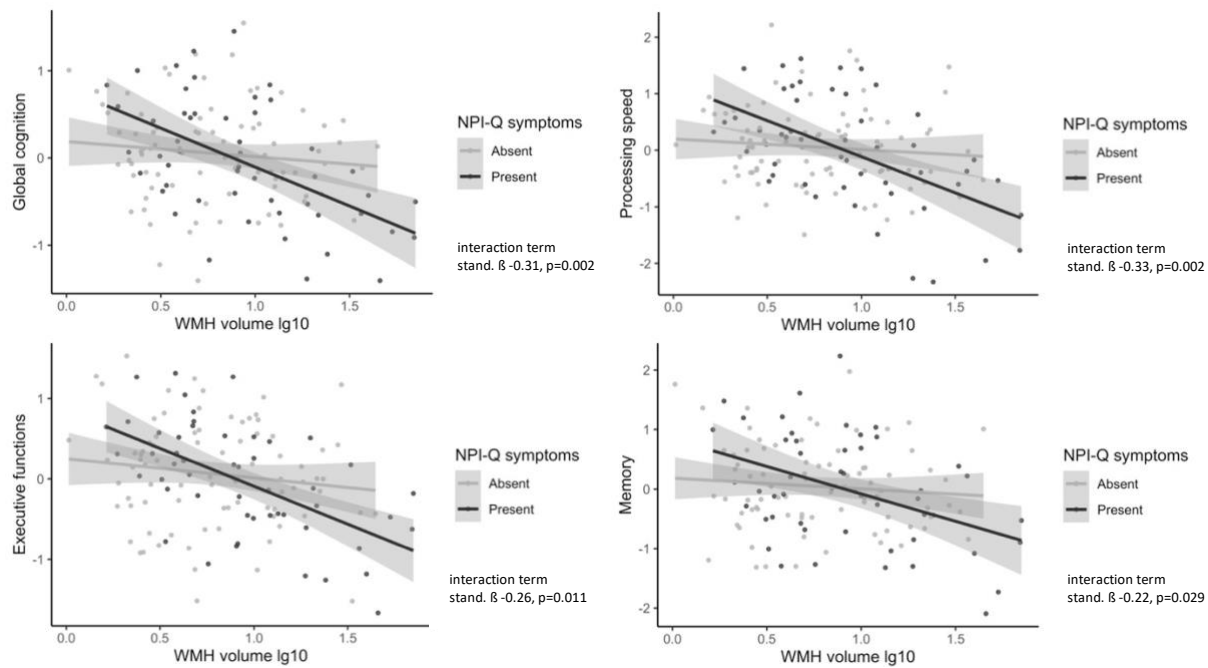 Global cognition
1
0
-1
0.0 0.5 1.0 1.5
WMH volume lg10
NPI-Q symptoms
Absent
Present
interaction term
stand. ß -0.31, p=0.002
Processing speed
2
1
0
-1
-2
0.0 0.5 1.0 1.5
WMH volume lg10
NPI-Q symptoms
Absent
Present
interaction term
stand. ß -0.33, p=0.002
Executive functions
1
0
-1
0.0 0.5 1.0 1.5
WMH volume lg10
NPI-Q symptoms
Absent
Present
interaction term
stand. ß -0.26, p=0.011
Memory
2
1
0
-1
-2
0.0 0.5 1.0 1.5
WMH volume lg10
NPI-Q symptoms
Absent
Present
interaction term
stand. ß -0.22, p=0.029